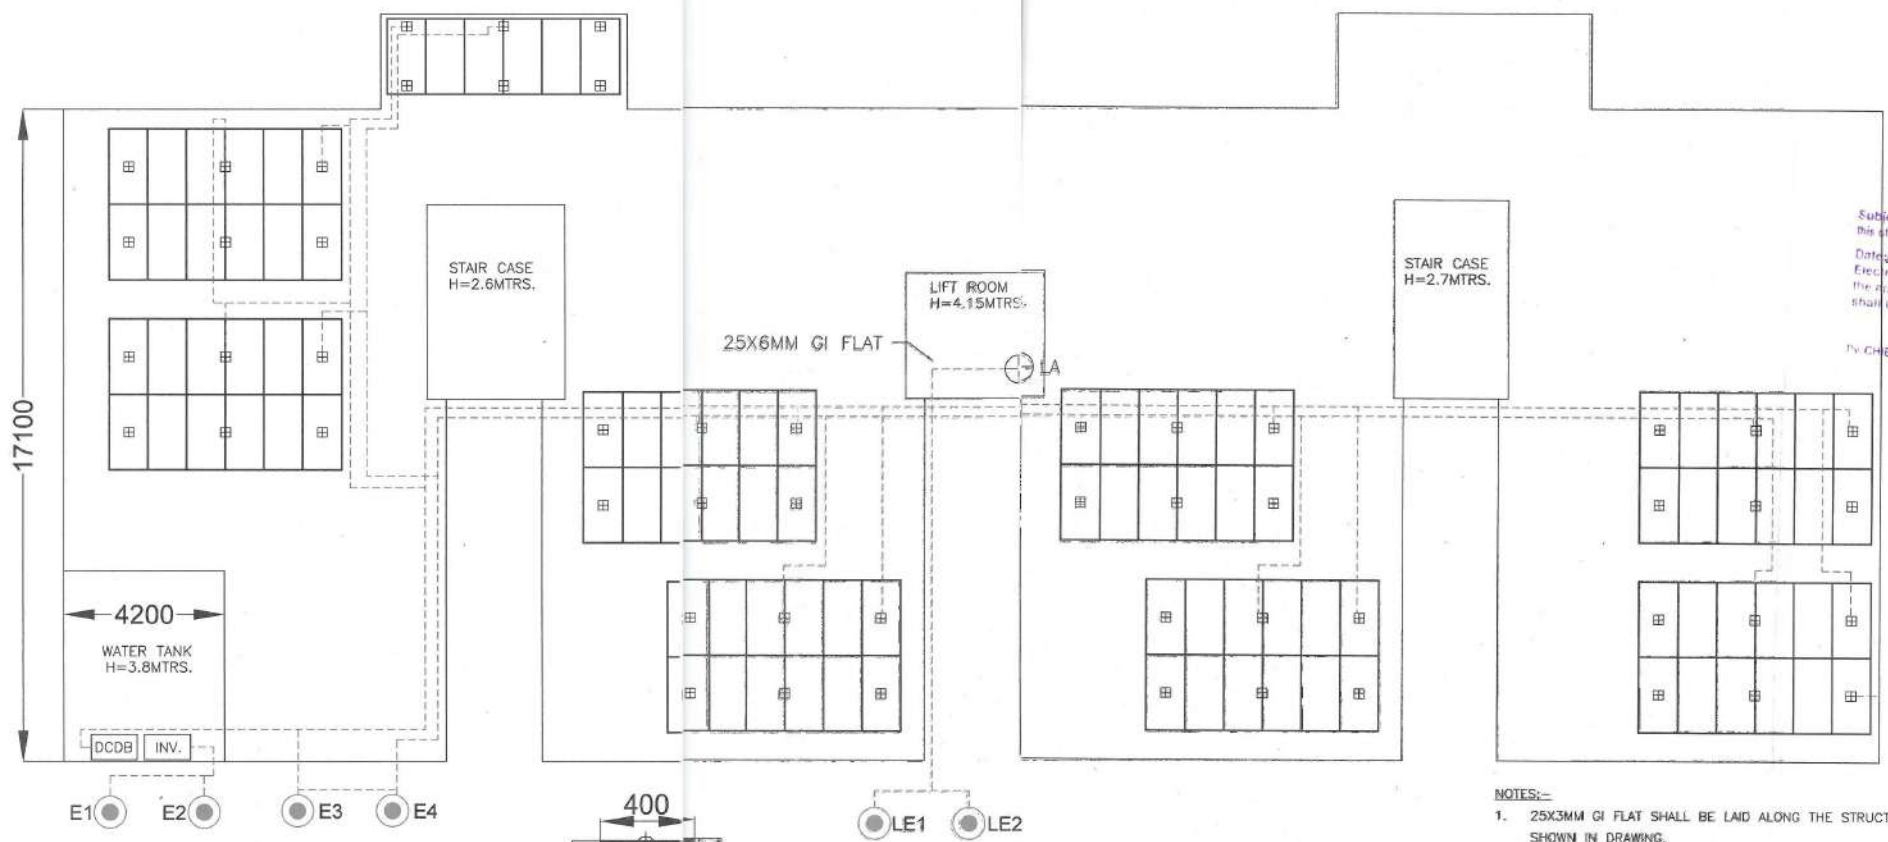 17100
STAIR CASE
H=2.6MTRS.
STAIR CASE
H=2.7MTRS.
LIFT ROOM
H=4.15MTRS.
25X6MM GI FLAT
LA
4200
WATER TANK
H=3.8MTRS.
DCDB
INV.
E1
E2
E3
E4
400
LE1
LE2
NOTES:-
1. 25X3MM GI FLAT SHALL BE LAID ALONG THE STRUCT
SHOWN IN DRAWING.